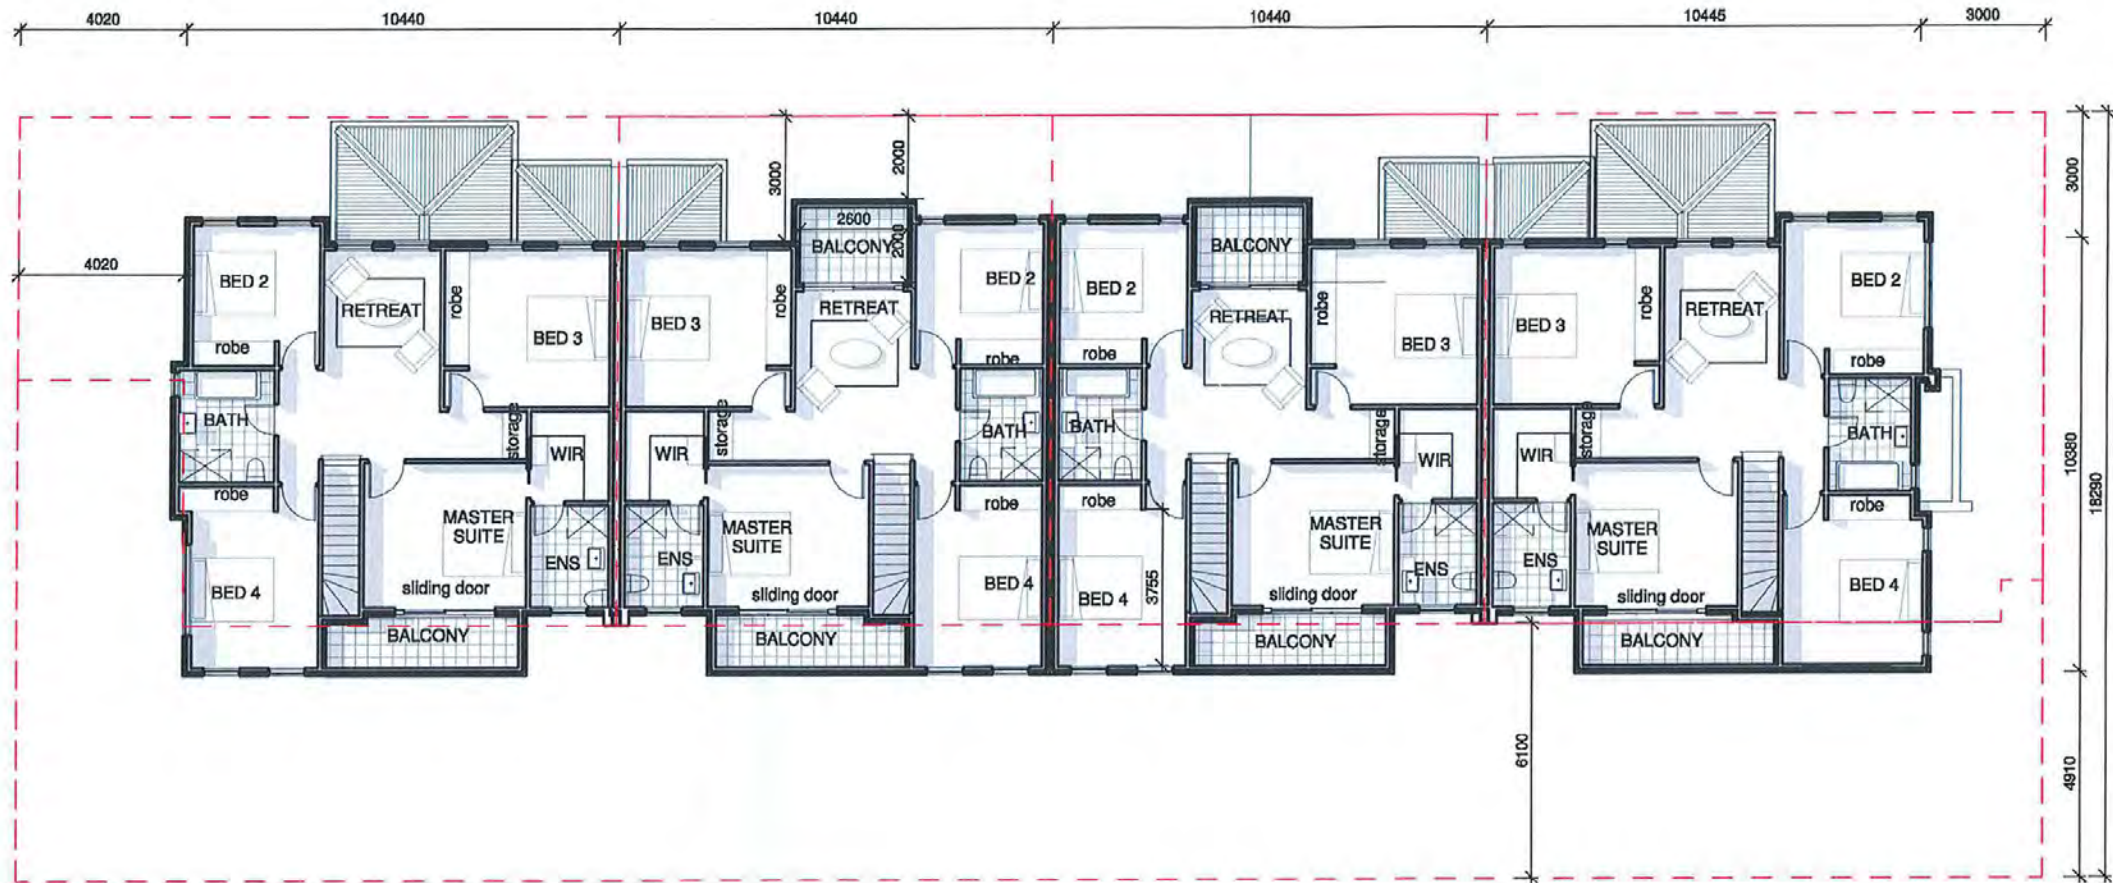 4020
10440
10440
10440
10445
3000
3000
2000
3000
2600
BALCONY
2000
BALCONY
4020
BED 2
RETREAT
robe
BED 3
BED 3
robe
RETREAT
BED 2
BED 2
RETREAT
robe
BED 3
BED 3
robe
RETREAT
BED 2
robe
robe
robe
robe
BATH
storage
WIR
WIR
storage
BATH
BATH
storage
WIR
WIR
storage
BATH
10380
18290
robe
MASTER
SUITE
ENS
ENS
MASTER
SUITE
robe
robe
MASTER
SUITE
ENS
ENS
MASTER
SUITE
robe
BED 4
sliding door
sliding door
BED 4
BED 4
3755
sliding door
sliding door
BED 4
BALCONY
BALCONY
BALCONY
BALCONY
6100
4910